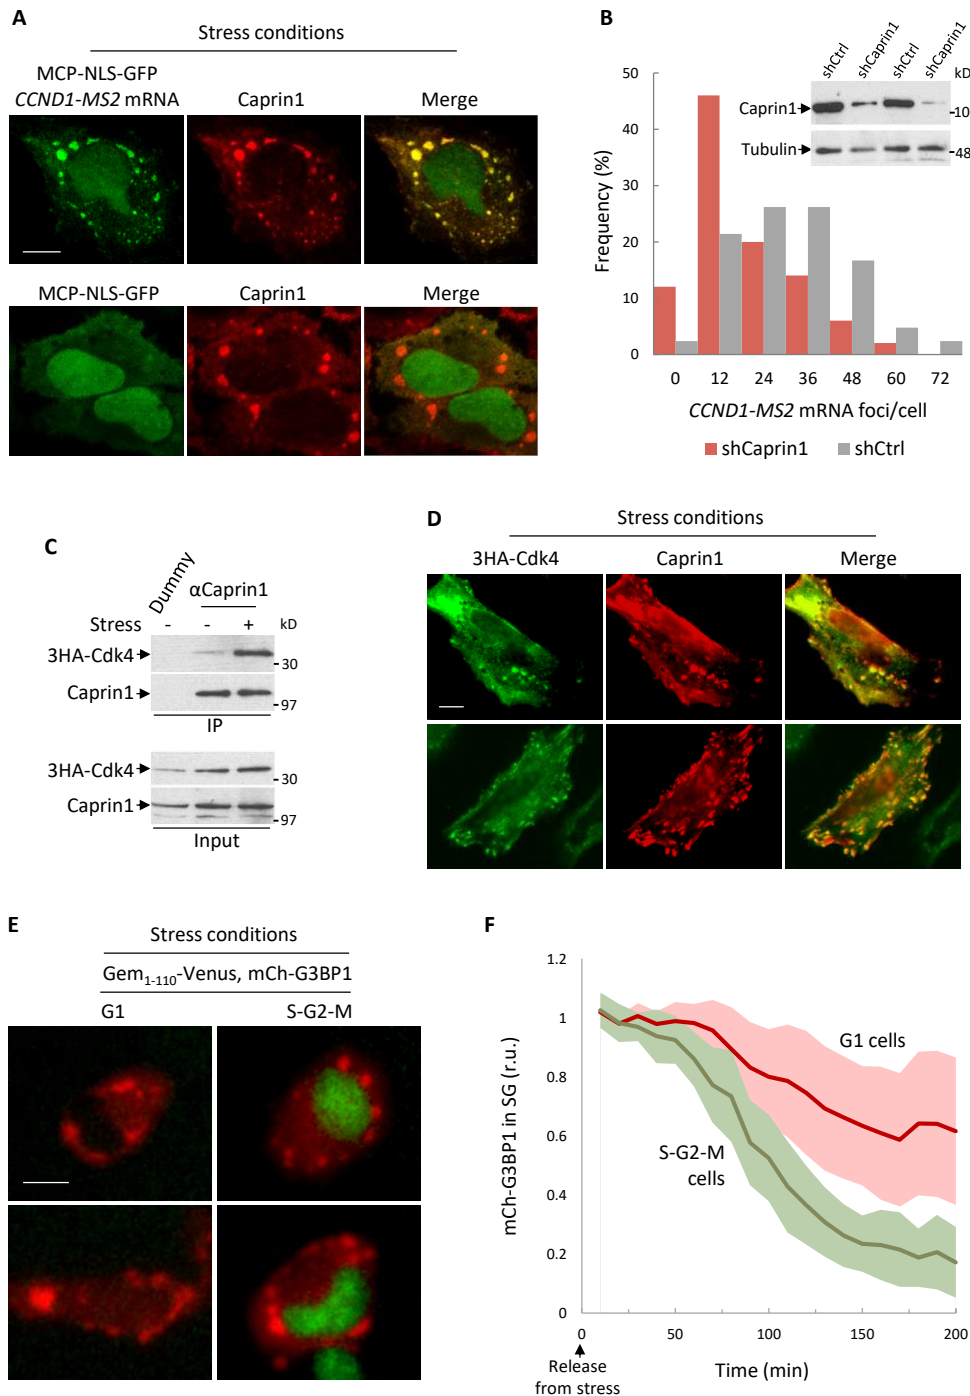 A
Stress conditions
MCP-NLS-GFP
CCND1-MS2 mRNA
Caprin1
Merge
MCP-NLS-GFP
Caprin1
Merge
B
shCtrl
shCaprin1
shCtrl
shCaprin1
kD
Caprin1
10
Tubulin
48
Frequency (%)
50
40
30
20
10
0
0 12 24 36 48 60 72
CCND1-MS2 mRNA foci/cell
shCaprin1 shCtrl
C
Dummy
αCaprin1
Stress - - + kD
3HA-Cdk4
30
Caprin1
97
IP
3HA-Cdk4
30
Caprin1
97
Input
D
Stress conditions
3HA-Cdk4 Caprin1 Merge
E
Stress conditions
Gem1-110-Venus, mCh-G3BP1
G1 S-G2-M
F
mCh-G3BP1 in SG (r.u.)
1.2
1
0.8
0.6
0.4
0.2
0
G1 cells
S-G2-M
cells
0 50 100 150 200
Release
from stress
Time (min)